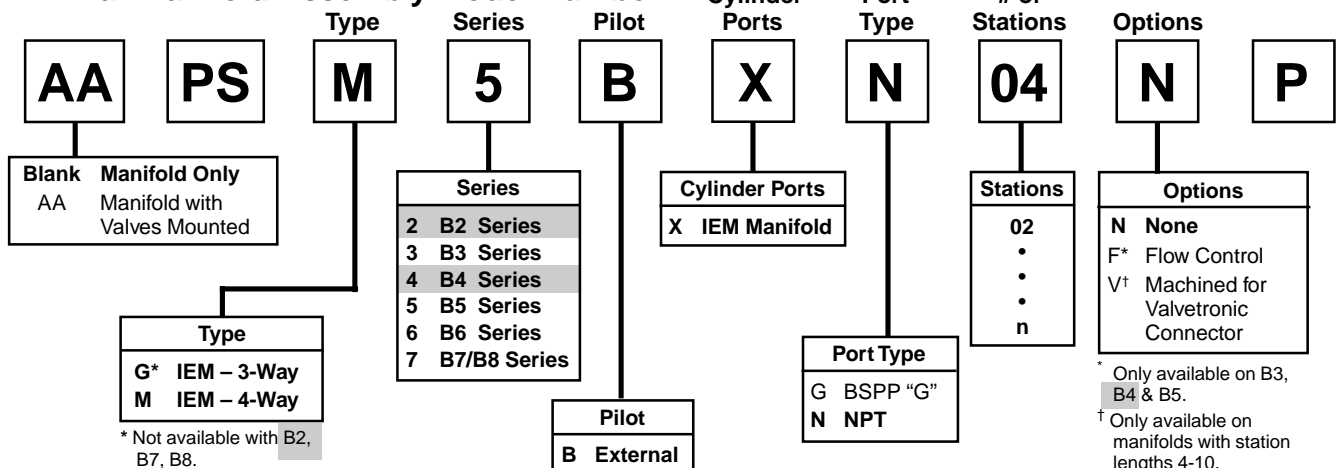 Type Series Pilot Ports Type Stations Options
AA PS M 5 B X N 04 N P
Blank Manifold Only
AA Manifold with
Valves Mounted
Type
G* IEM – 3-Way
M IEM – 4-Way
* Not available with B2,
B7, B8.
Series
2 B2 Series
3 B3 Series
4 B4 Series
5 B5 Series
6 B6 Series
7 B7/B8 Series
Pilot
B External
Cylinder Ports
X IEM Manifold
Port Type
G BSPP “G”
N NPT
Stations
02
•
•
•
n
Options
N None
F* Flow Control
V† Machined for
Valvetronic
Connector
* Only available on B3,
B4 & B5.
† Only available on
manifolds with station
lengths 4-10.